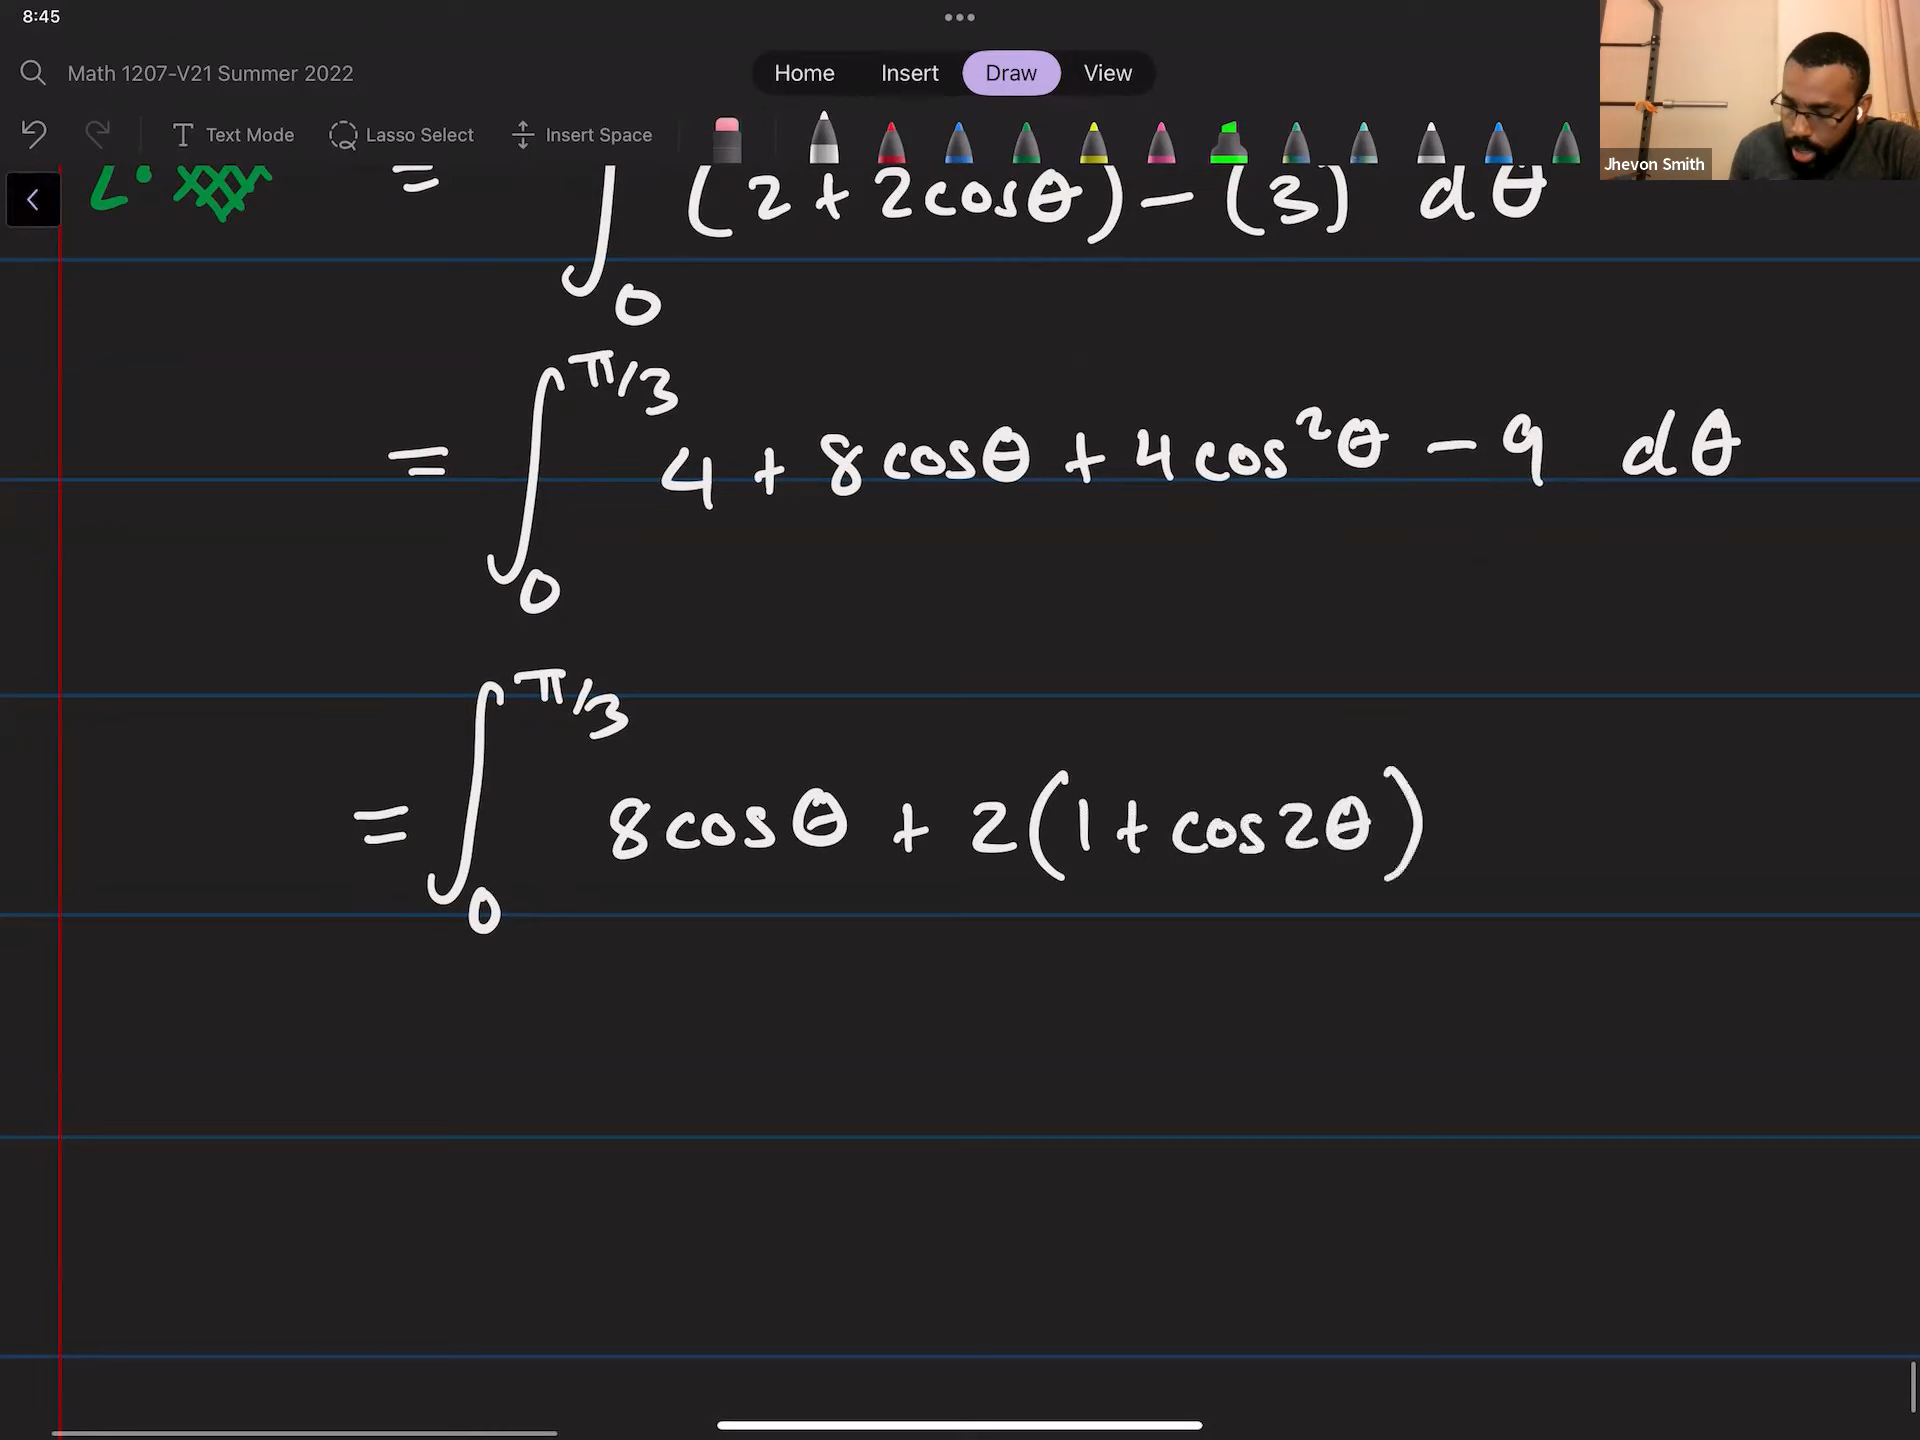 8:45
Math 1207-V21 Summer 2022
Home Insert Draw View
Text Mode Lasso Select Insert Space
Jhevon Smith
= ∫₀ (2 + 2cosθ) - (3) dθ
= ∫₀^π/3 4 + 8cosθ + 4cos²θ - 9 dθ
= ∫₀^π/3 8cosθ + 2(1 + cos2θ)